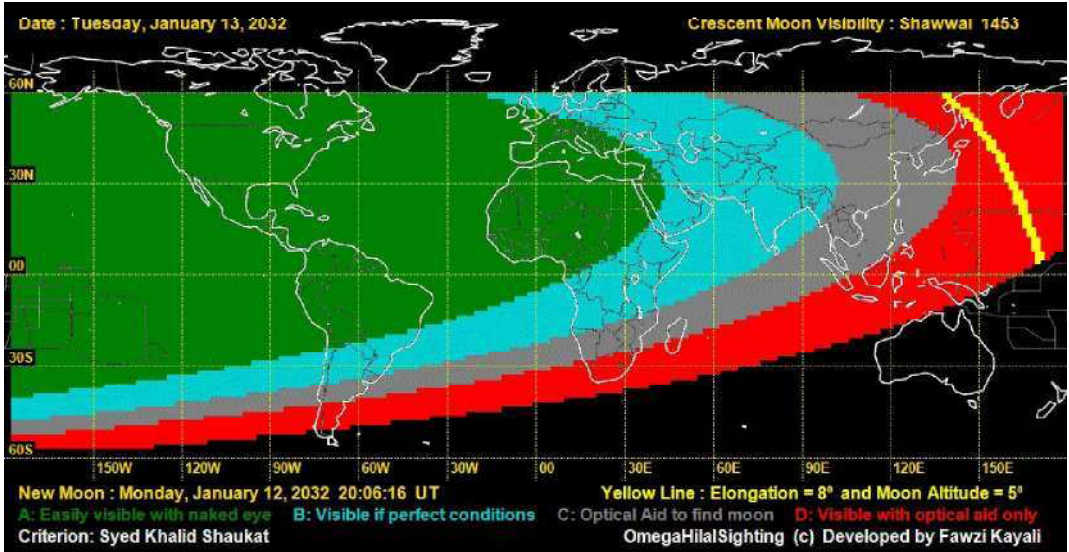 Date : Tuesday, January 13, 2032
Crescent Moon Visibility : Shawwal 1453
60N
30N
00
30S
60S
150W 120W 90W 60W 30W 00 30E 60E 90E 120E 150E
New Moon : Monday, January 12, 2032 20:06:16 UT
Yellow Line : Elongation = 8º and Moon Altitude = 5º
A: Easily visible with naked eye B: Visible if perfect conditions C: Optical Aid to find moon D: Visible with optical aid only
Criterion: Syed Khalid Shaukat
OmegaHilalSighting (c) Developed by Fawzi Kayali